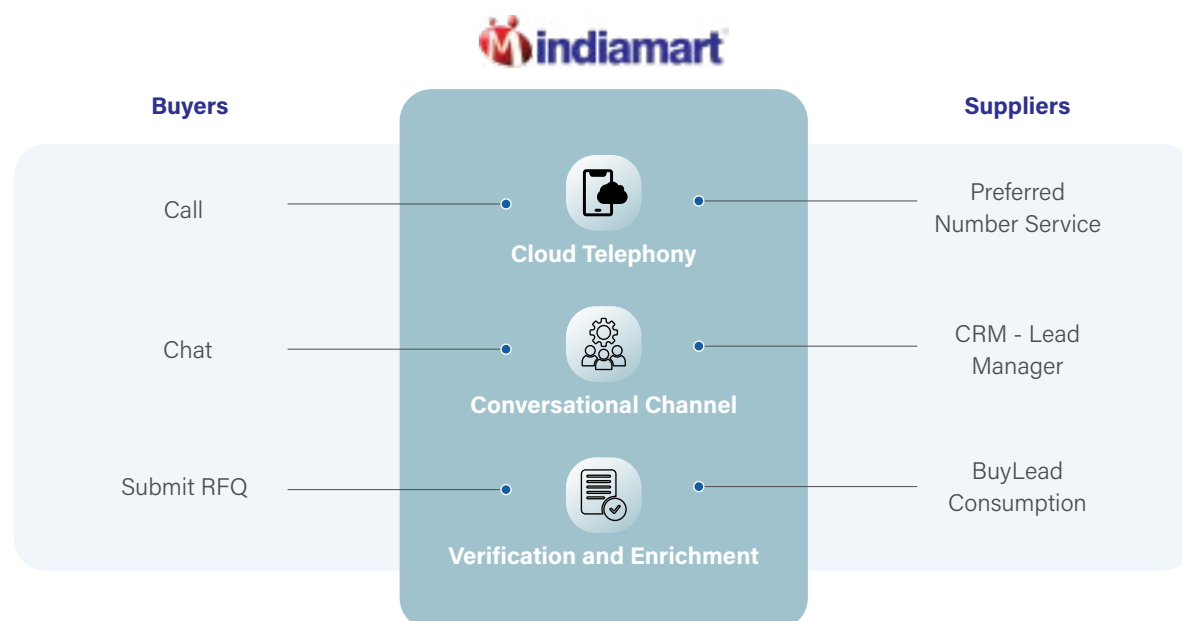 indiamart
Buyers
Suppliers
Call
Cloud Telephony
Preferred
Number Service
Chat
Conversational Channel
CRM - Lead
Manager
Submit RFQ
Verification and Enrichment
BuyLead
Consumption